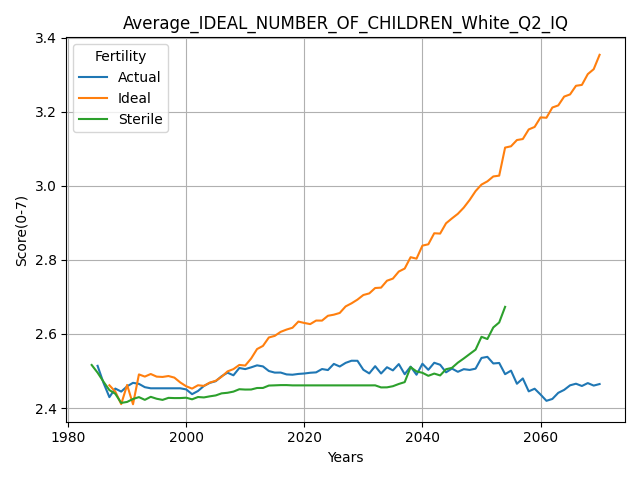 Average_IDEAL_NUMBER_OF_CHILDREN_White_Q2_IQ
3.4
3.2
3.0
2.8
2.6
2.4
Score(0-7)
Fertility
Actual
Ideal
Sterile
1980 2000 2020 2040 2060
Years